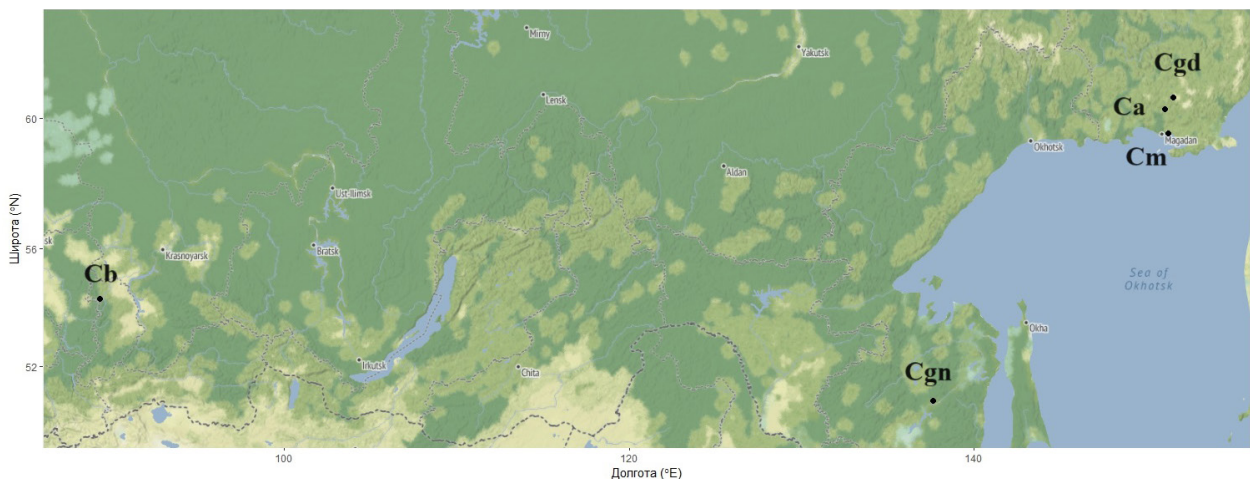 Mirny
Yakutsk
Cgd
Lensk
Ca
60
Magadan
Okhotsk
Cm
Aldan
Ust-Ilimsk
Широта (°N)
sk
Bratsk
56
Krasnoyarsk
Cb
Sea of
Okhotsk
Okha
Irkutsk
52
Chita
Cgn
100
120
140
Долгота (°E)